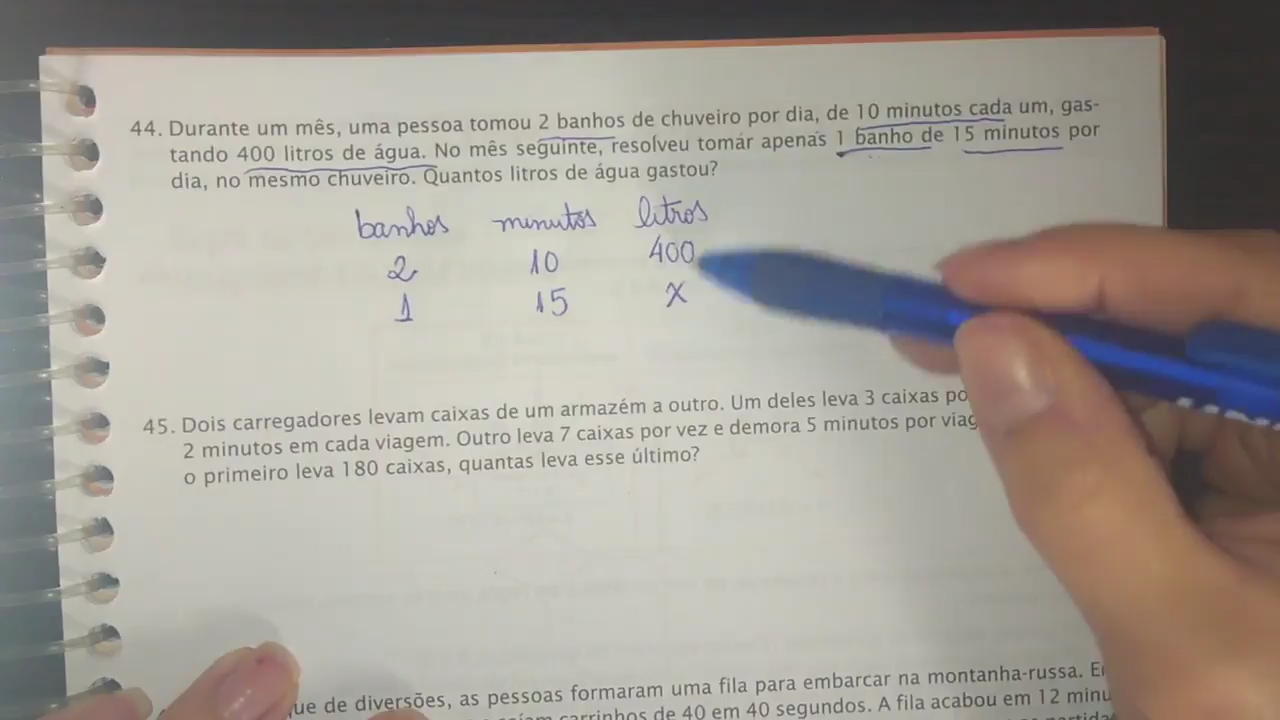 44. Durante um mês, uma pessoa tomou 2 banhos de chuveiro por dia, de 10 minutos cada um, gas-
tando 400 litros de água. No mês seguinte, resolveu tomar apenas 1 banho de 15 minutos por
dia, no mesmo chuveiro. Quantos litros de água gastou?
banhos minutos litros
2 10 400
1 15 x
45. Dois carregadores levam caixas de um armazém a outro. Um deles leva 3 caixas po
2 minutos em cada viagem. Outro leva 7 caixas por vez e demora 5 minutos por viag
o primeiro leva 180 caixas, quantas leva esse último?
ue de diversões, as pessoas formaram uma fila para embarcar na montanha-russa. E
carrinhos de 40 em 40 segundos. A fila acabou em 12 minu